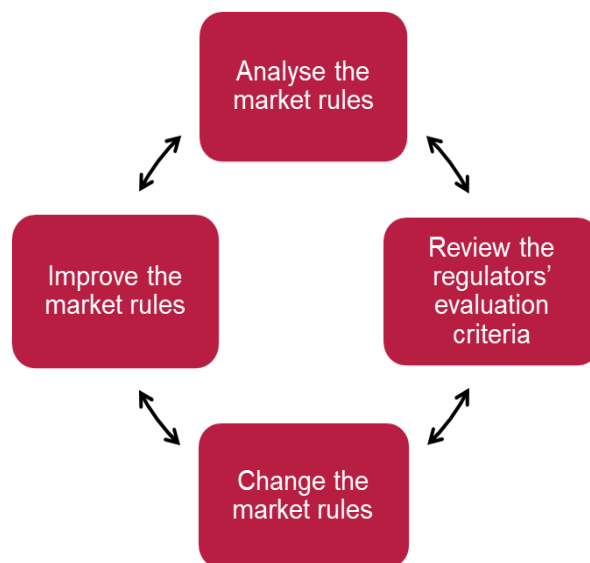 Analyse the
market rules
Review the
regulators’
evaluation
criteria
Improve the
market rules
Change the
market rules